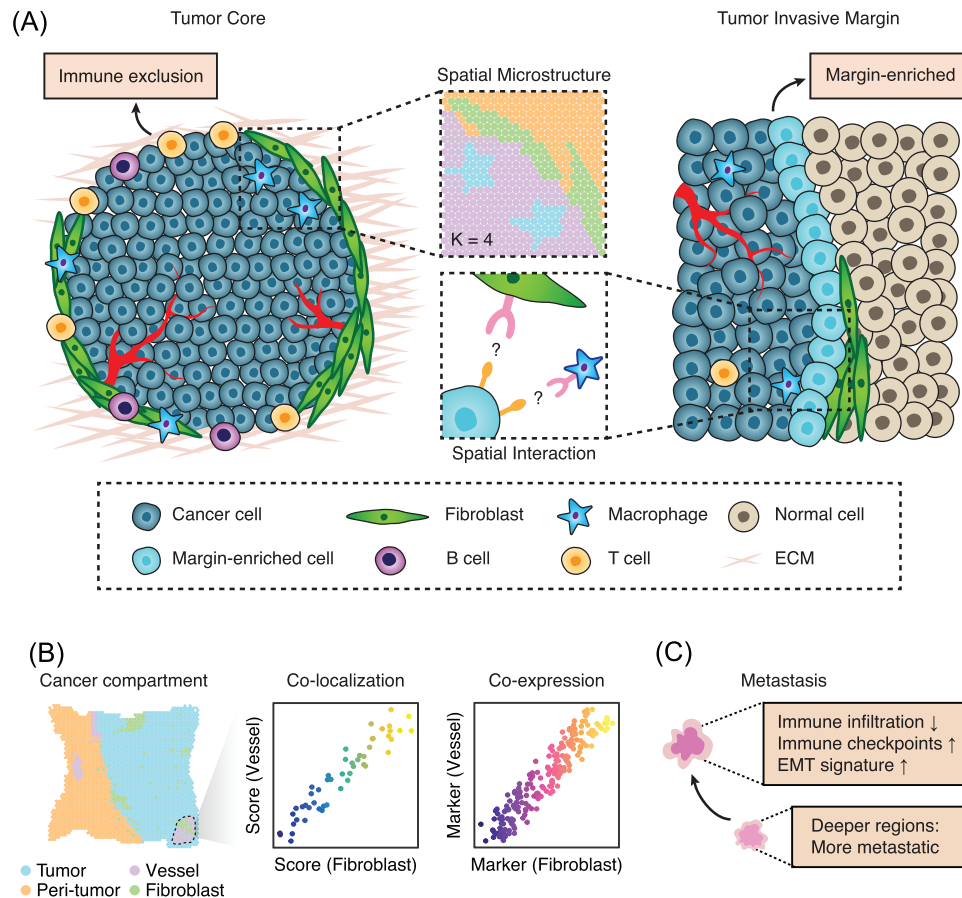 (A)
Tumor Core
Tumor Invasive Margin
Immune exclusion
Spatial Microstructure
Margin-enriched
K = 4
?
?
Spatial Interaction
Cancer cell
Fibroblast
Macrophage
Normal cell
Margin-enriched cell
B cell
T cell
ECM
(B)
Cancer compartment
Co-localization
Co-expression
Score (Vessel)
Score (Fibroblast)
Marker (Vessel)
Marker (Fibroblast)
Tumor
Vessel
Peri-tumor
Fibroblast
(C)
Metastasis
Immune infiltration ↓
Immune checkpoints ↑
EMT signature ↑
Deeper regions:
More metastatic